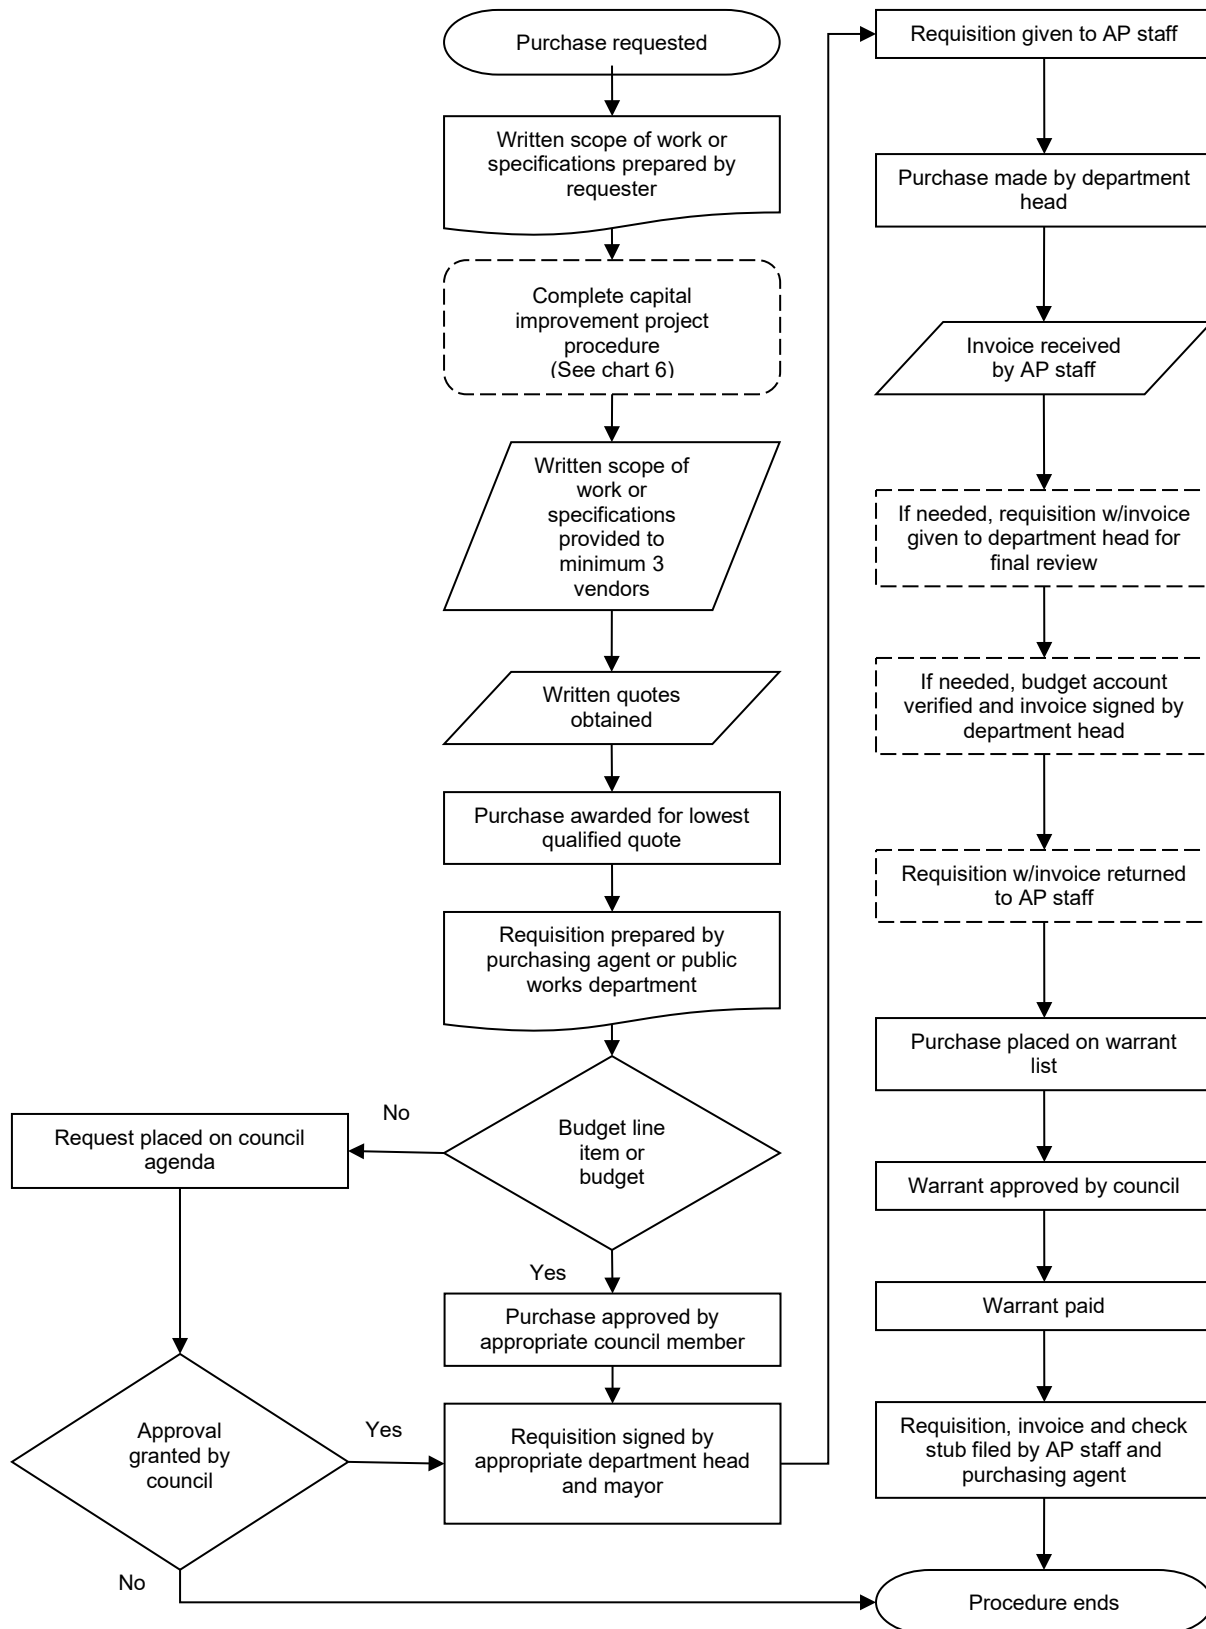 Purchase requested
Written scope of work or
specifications prepared by
requester
Complete capital
improvement project
procedure
(See chart 6)
Written scope of
work or
specifications
provided to
minimum 3
vendors
Written quotes
obtained
Purchase awarded for lowest
qualified quote
Requisition prepared by
purchasing agent or public
works department
Budget line
item or
budget
No
Request placed on council
agenda
Yes
Purchase approved by
appropriate council member
Approval
granted by
council
Yes
Requisition signed by
appropriate department head
and mayor
No
Requisition given to AP staff
Purchase made by department
head
Invoice received
by AP staff
If needed, requisition w/invoice
given to department head for
final review
If needed, budget account
verified and invoice signed by
department head
Requisition w/invoice returned
to AP staff
Purchase placed on warrant
list
Warrant approved by council
Warrant paid
Requisition, invoice and check
stub filed by AP staff and
purchasing agent
Procedure ends